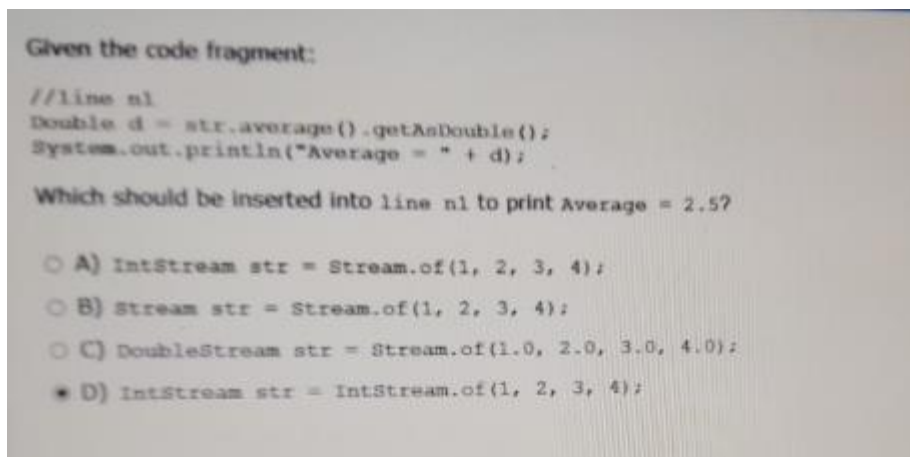 Given the code fragment:
//line n1
Double d = str.average().getAsDouble();
System.out.println("Average = " + d);
Which should be inserted into line n1 to print Average = 2.5?
A) IntStream str = Stream.of(1, 2, 3, 4);
B) Stream str = Stream.of(1, 2, 3, 4);
C) DoubleStream str = Stream.of(1.0, 2.0, 3.0, 4.0);
D) IntStream str = IntStream.of(1, 2, 3, 4);